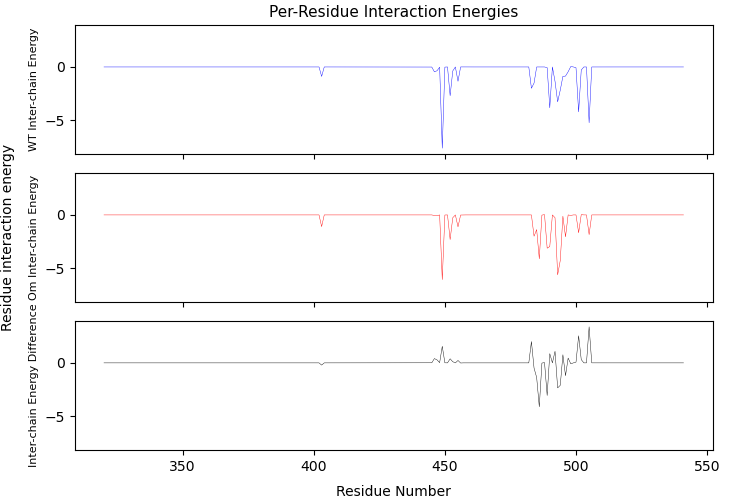 Per-Residue Interaction Energies
Residue interaction energy
WT Inter-chain Energy
0
−5
Om Inter-chain Energy
0
−5
Inter-chain Energy Difference
0
−5
350
400
450
500
550
Residue Number